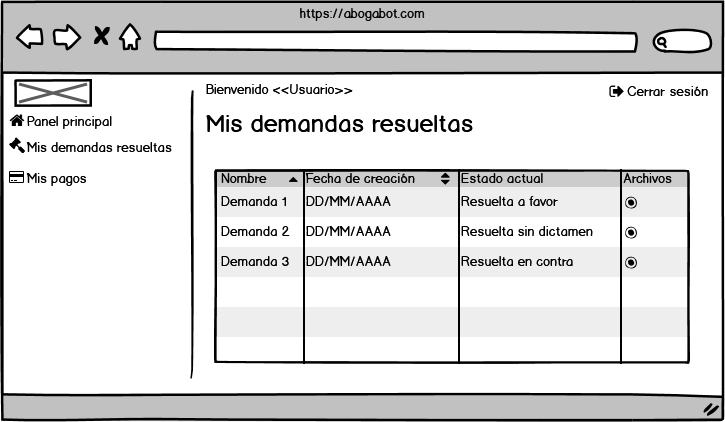 https://abogabot.com
Bienvenido <<Usuario>>
Cerrar sesión
Panel principal
Mis demandas resueltas
Mis pagos
Mis demandas resueltas
Nombre Fecha de creación Estado actual Archivos
Demanda 1 DD/MM/AAAA Resuelta a favor
Demanda 2 DD/MM/AAAA Resuelta sin dictamen
Demanda 3 DD/MM/AAAA Resuelta en contra